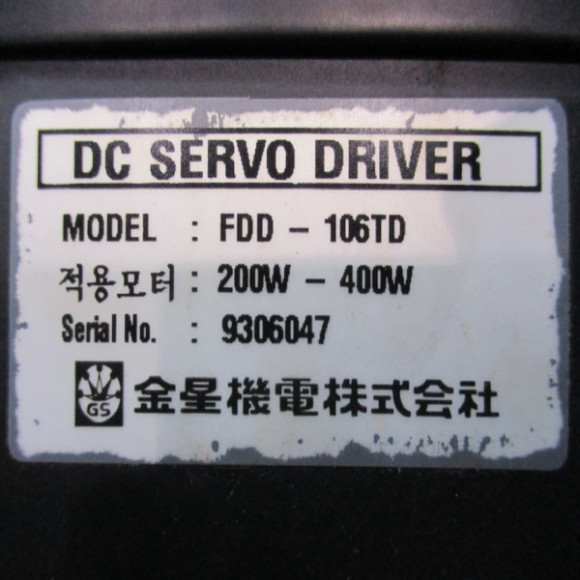 DC SERVO DRIVER
MODEL : FDD - 106TD
적용모터 : 200W - 400W
Serial No. : 9306047
GS 金星機電株式会社